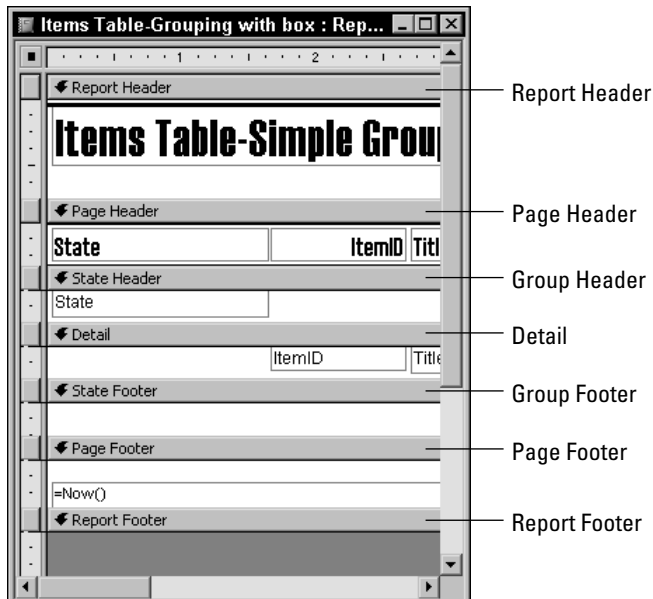 Items Table-Grouping with box : Rep...
1 2
Report Header
Report Header
Items Table-Simple Grou
Page Header
Page Header
State ItemID Titl
State Header
Group Header
State
Detail
Detail
ItemID Title
State Footer
Group Footer
Page Footer
Page Footer
=Now()
Report Footer
Report Footer